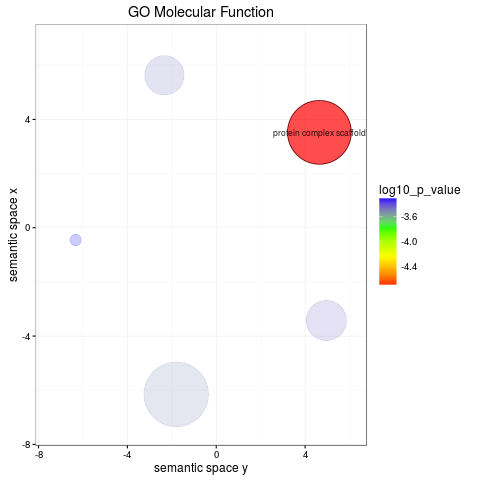 GO Molecular Function
4
0
-4
-8
semantic space x
protein complex scaffold
-8
-4
0
4
semantic space y
log10_p_value
-3.6
-4.0
-4.4